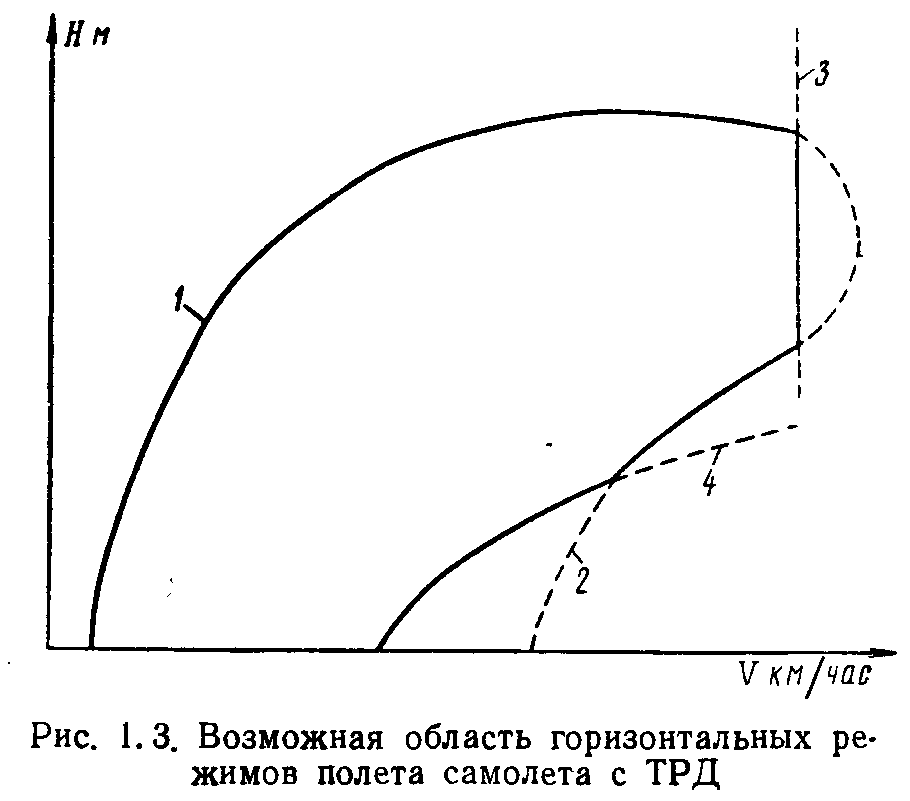 H м
3
1
4
2
V км/час
Рис. 1.3. Возможная область горизонтальных ре-
жимов полета самолета с ТРД